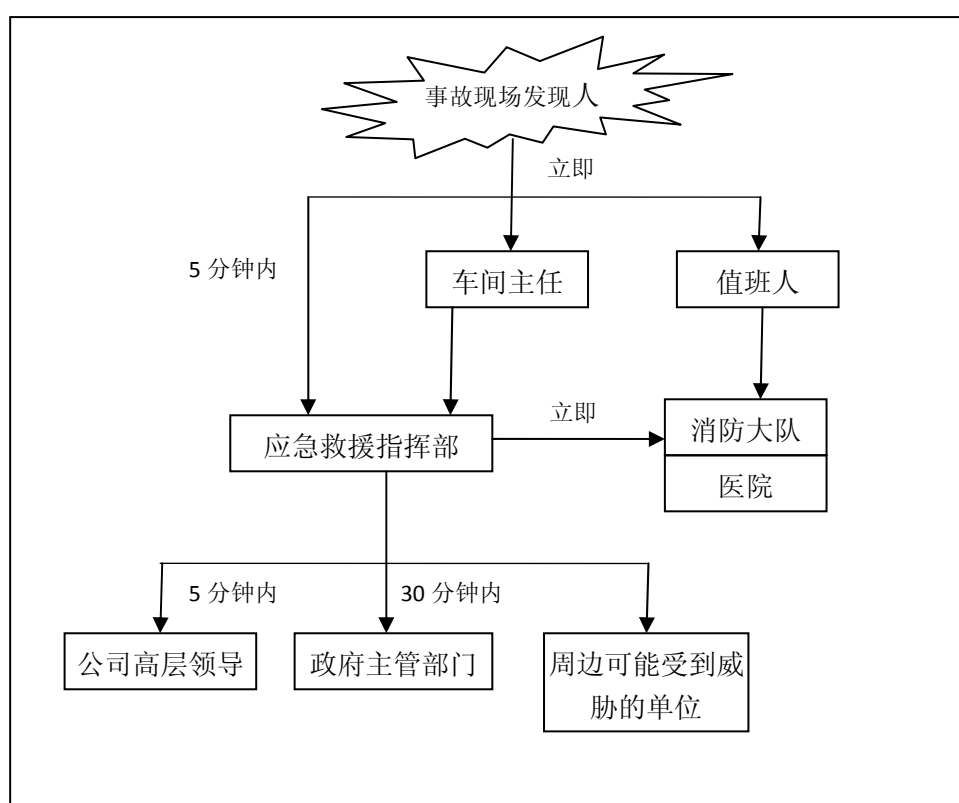 事故现场发现人
立即
5 分钟内
车间主任
值班人
应急救援指挥部
立即
消防大队
医院
5 分钟内
30 分钟内
公司高层领导
政府主管部门
周边可能受到威
胁的单位